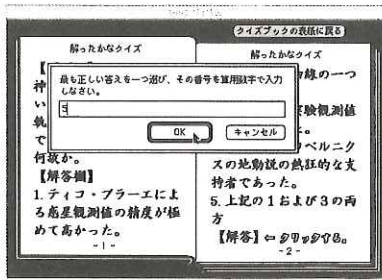 クイズブックの表紙に戻る
解ったかなクイズ
【
神
い
軌
で
何故か。
【解答欄】
1. ティコ・ブラーエによ
る惑星観測値の精度が極
めて高かった。
- 1 -
最も正しい答えを一つ選び、その番号を算用数字で入力
しなさい。
5
OK
キャンセル
解ったかなクイズ
線の一つ
実験観測値
。
ペルニク
スの地動説の熱狂的な支
持者であった。
5. 上記の1および3の両
方
【解答】⇦クリックする。
- 2 -